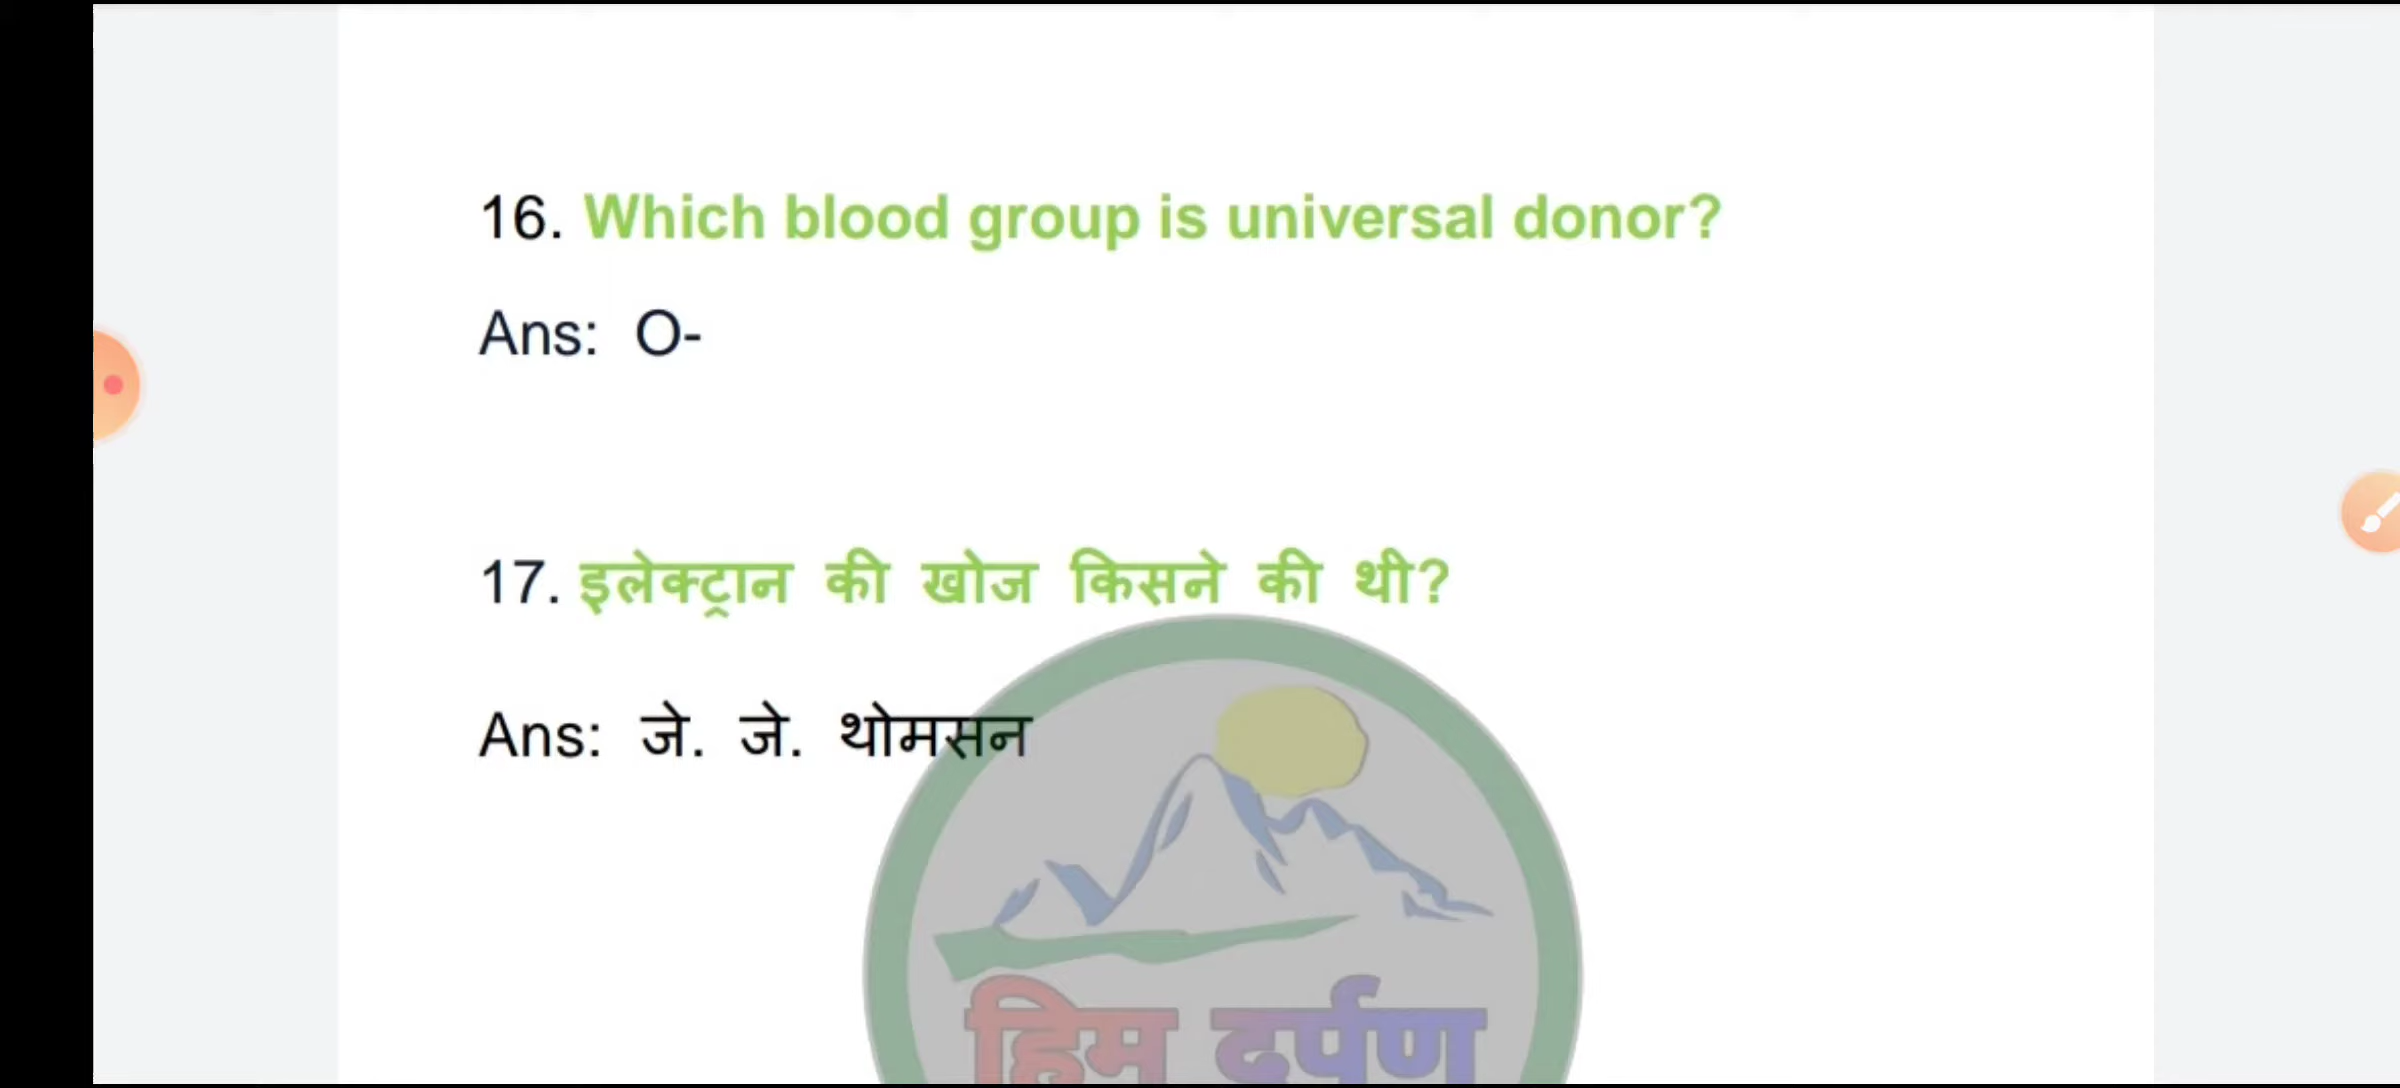 16. Which blood group is universal donor?
Ans: O-
17. इलेक्ट्रान की खोज किसने की थी?
Ans: जे. जे. थोमसन
हिम दर्पण